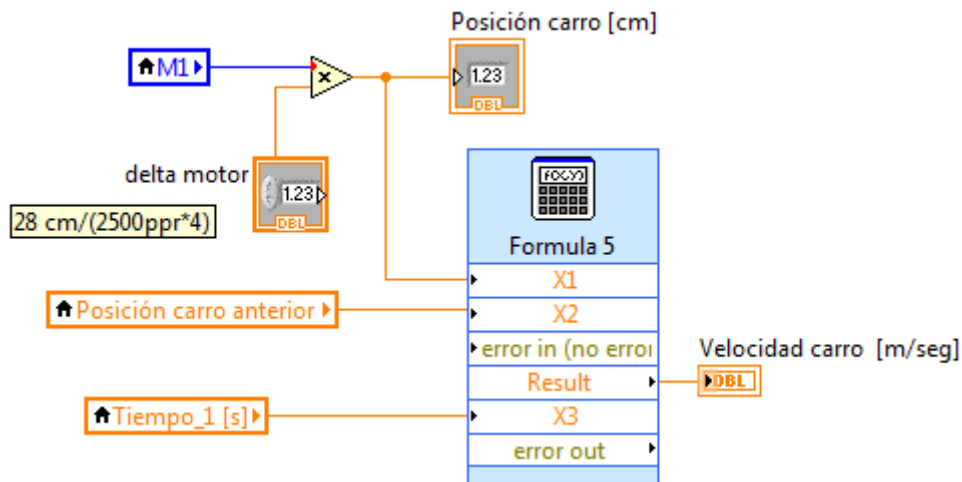 Posición carro [cm]
M1
1.23
DBL
delta motor
1.23
DBL
28 cm/(2500ppr*4)
f(X,Y)
Formula 5
X1
Posición carro anterior
X2
error in (no erro
Velocidad carro [m/seg]
Result
DBL
Tiempo_1 [s]
X3
error out